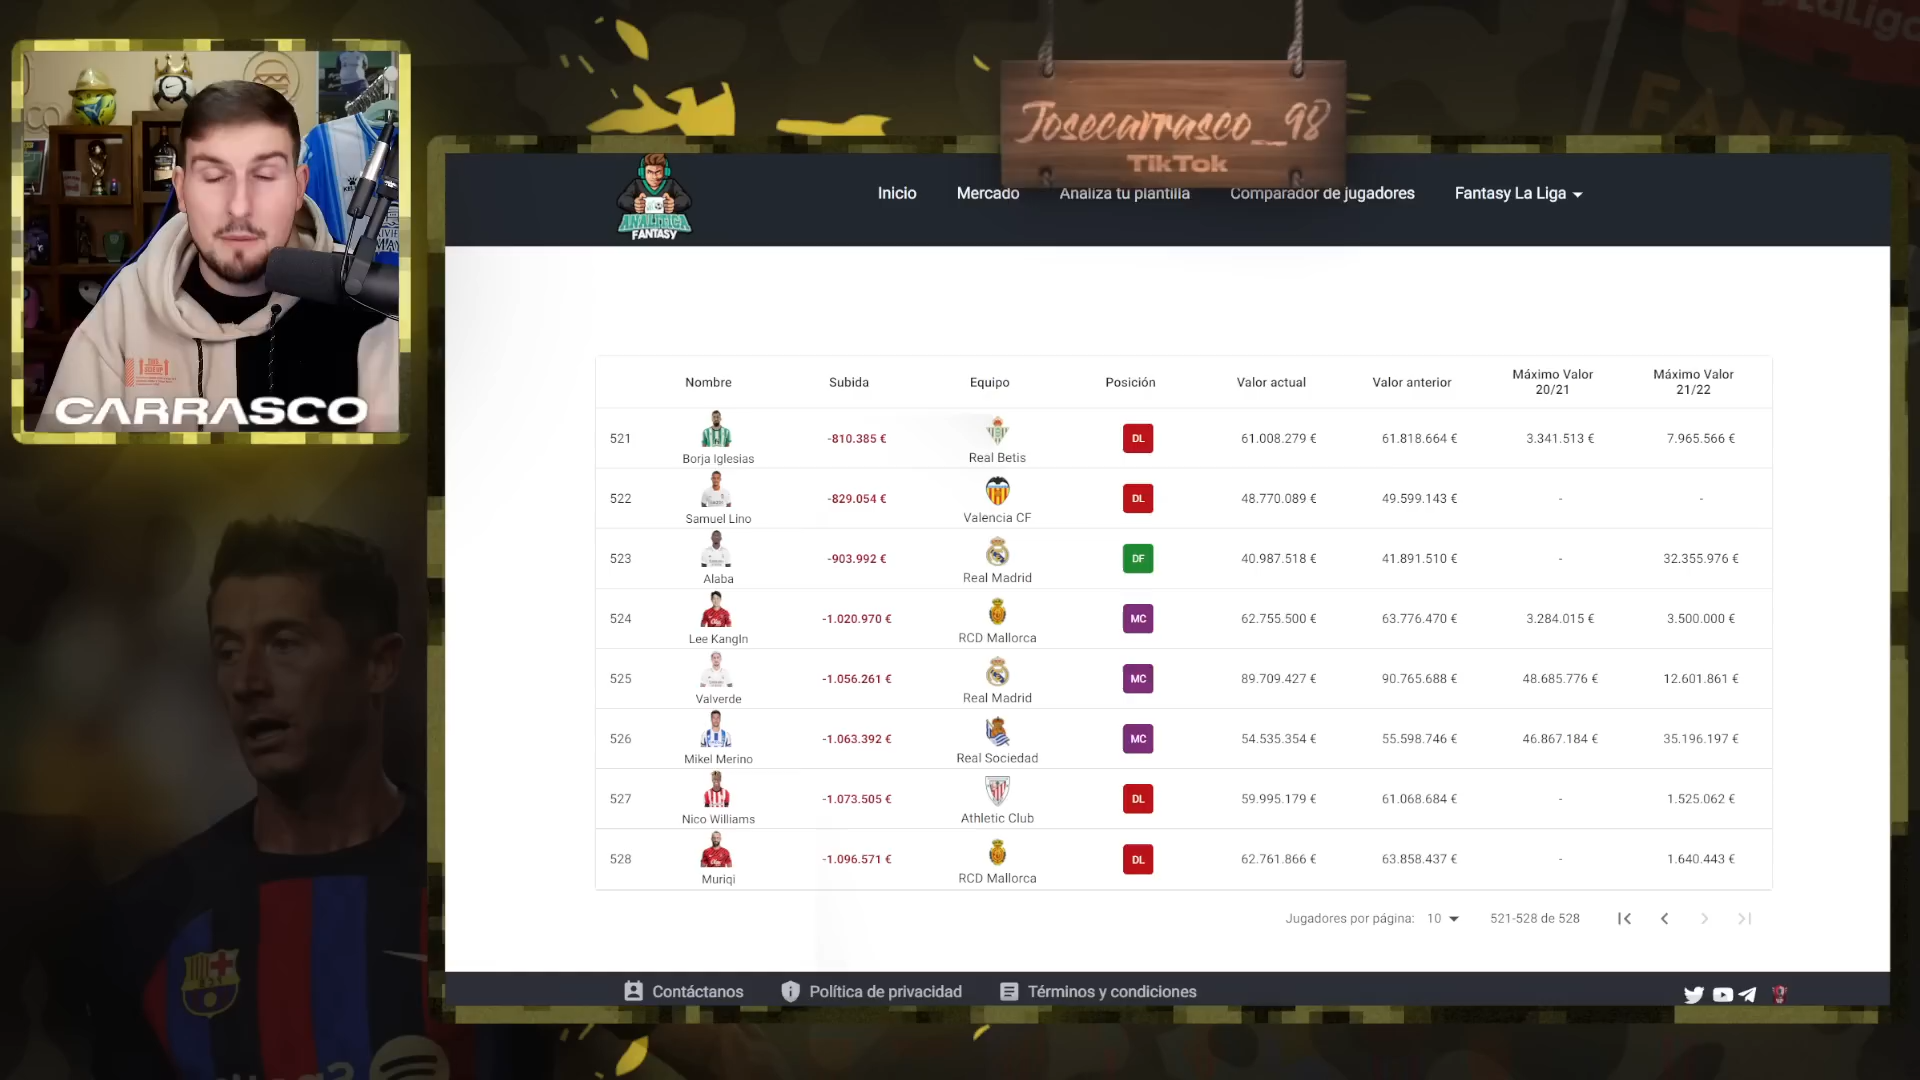 Josecarrasco_98
TikTok
ANALITICA
FANTASY
Inicio
Mercado
Analiza tu plantilla
Comparador de jugadores
Fantasy La Liga
CARRASCO
Nombre Subida Equipo Posición Valor actual Valor anterior Máximo Valor 20/21 Máximo Valor 21/22
521 Borja Iglesias -810.385 € Real Betis DL 61.008.279 € 61.818.664 € 3.341.513 € 7.965.566 €
522 Samuel Lino -829.054 € Valencia CF DL 48.770.089 € 49.599.143 € - -
523 Alaba -903.992 € Real Madrid DF 40.987.518 € 41.891.510 € - 32.355.976 €
524 Lee KangIn -1.020.970 € RCD Mallorca MC 62.755.500 € 63.776.470 € 3.284.015 € 3.500.000 €
525 Valverde -1.056.261 € Real Madrid MC 89.709.427 € 90.765.688 € 48.685.776 € 12.601.861 €
526 Mikel Merino -1.063.392 € Real Sociedad MC 54.535.354 € 55.598.746 € 46.867.184 € 35.196.197 €
527 Nico Williams -1.073.505 € Athletic Club DL 59.995.179 € 61.068.684 € - 1.525.062 €
528 Muriqi -1.096.571 € RCD Mallorca DL 62.761.866 € 63.858.437 € - 1.640.443 €
Jugadores por página: 10 521-528 de 528
Contáctanos
Política de privacidad
Términos y condiciones